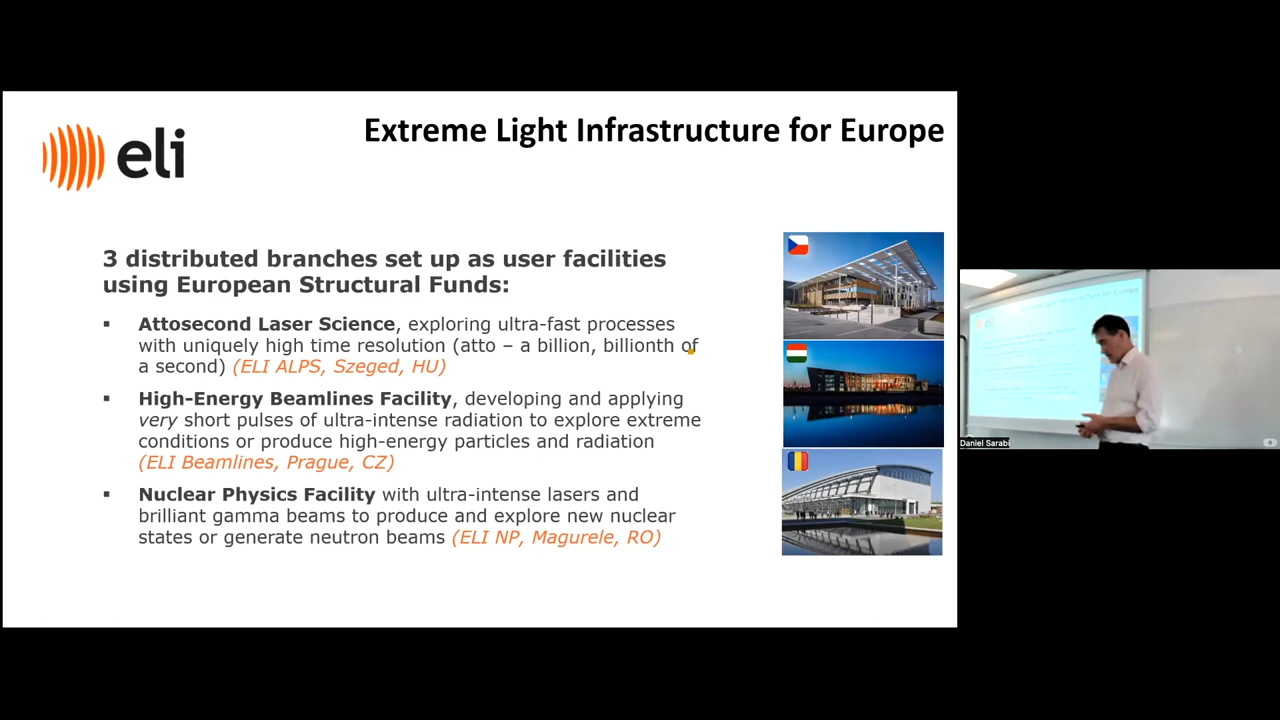 eli
Extreme Light Infrastructure for Europe
3 distributed branches set up as user facilities
using European Structural Funds:
▪ Attosecond Laser Science, exploring ultra-fast processes
with uniquely high time resolution (atto – a billion, billionth of
a second) (ELI ALPS, Szeged, HU)
▪ High-Energy Beamlines Facility, developing and applying
very short pulses of ultra-intense radiation to explore extreme
conditions or produce high-energy particles and radiation
(ELI Beamlines, Prague, CZ)
▪ Nuclear Physics Facility with ultra-intense lasers and
brilliant gamma beams to produce and explore new nuclear
states or generate neutron beams (ELI NP, Magurele, RO)
Daniel Sarabi